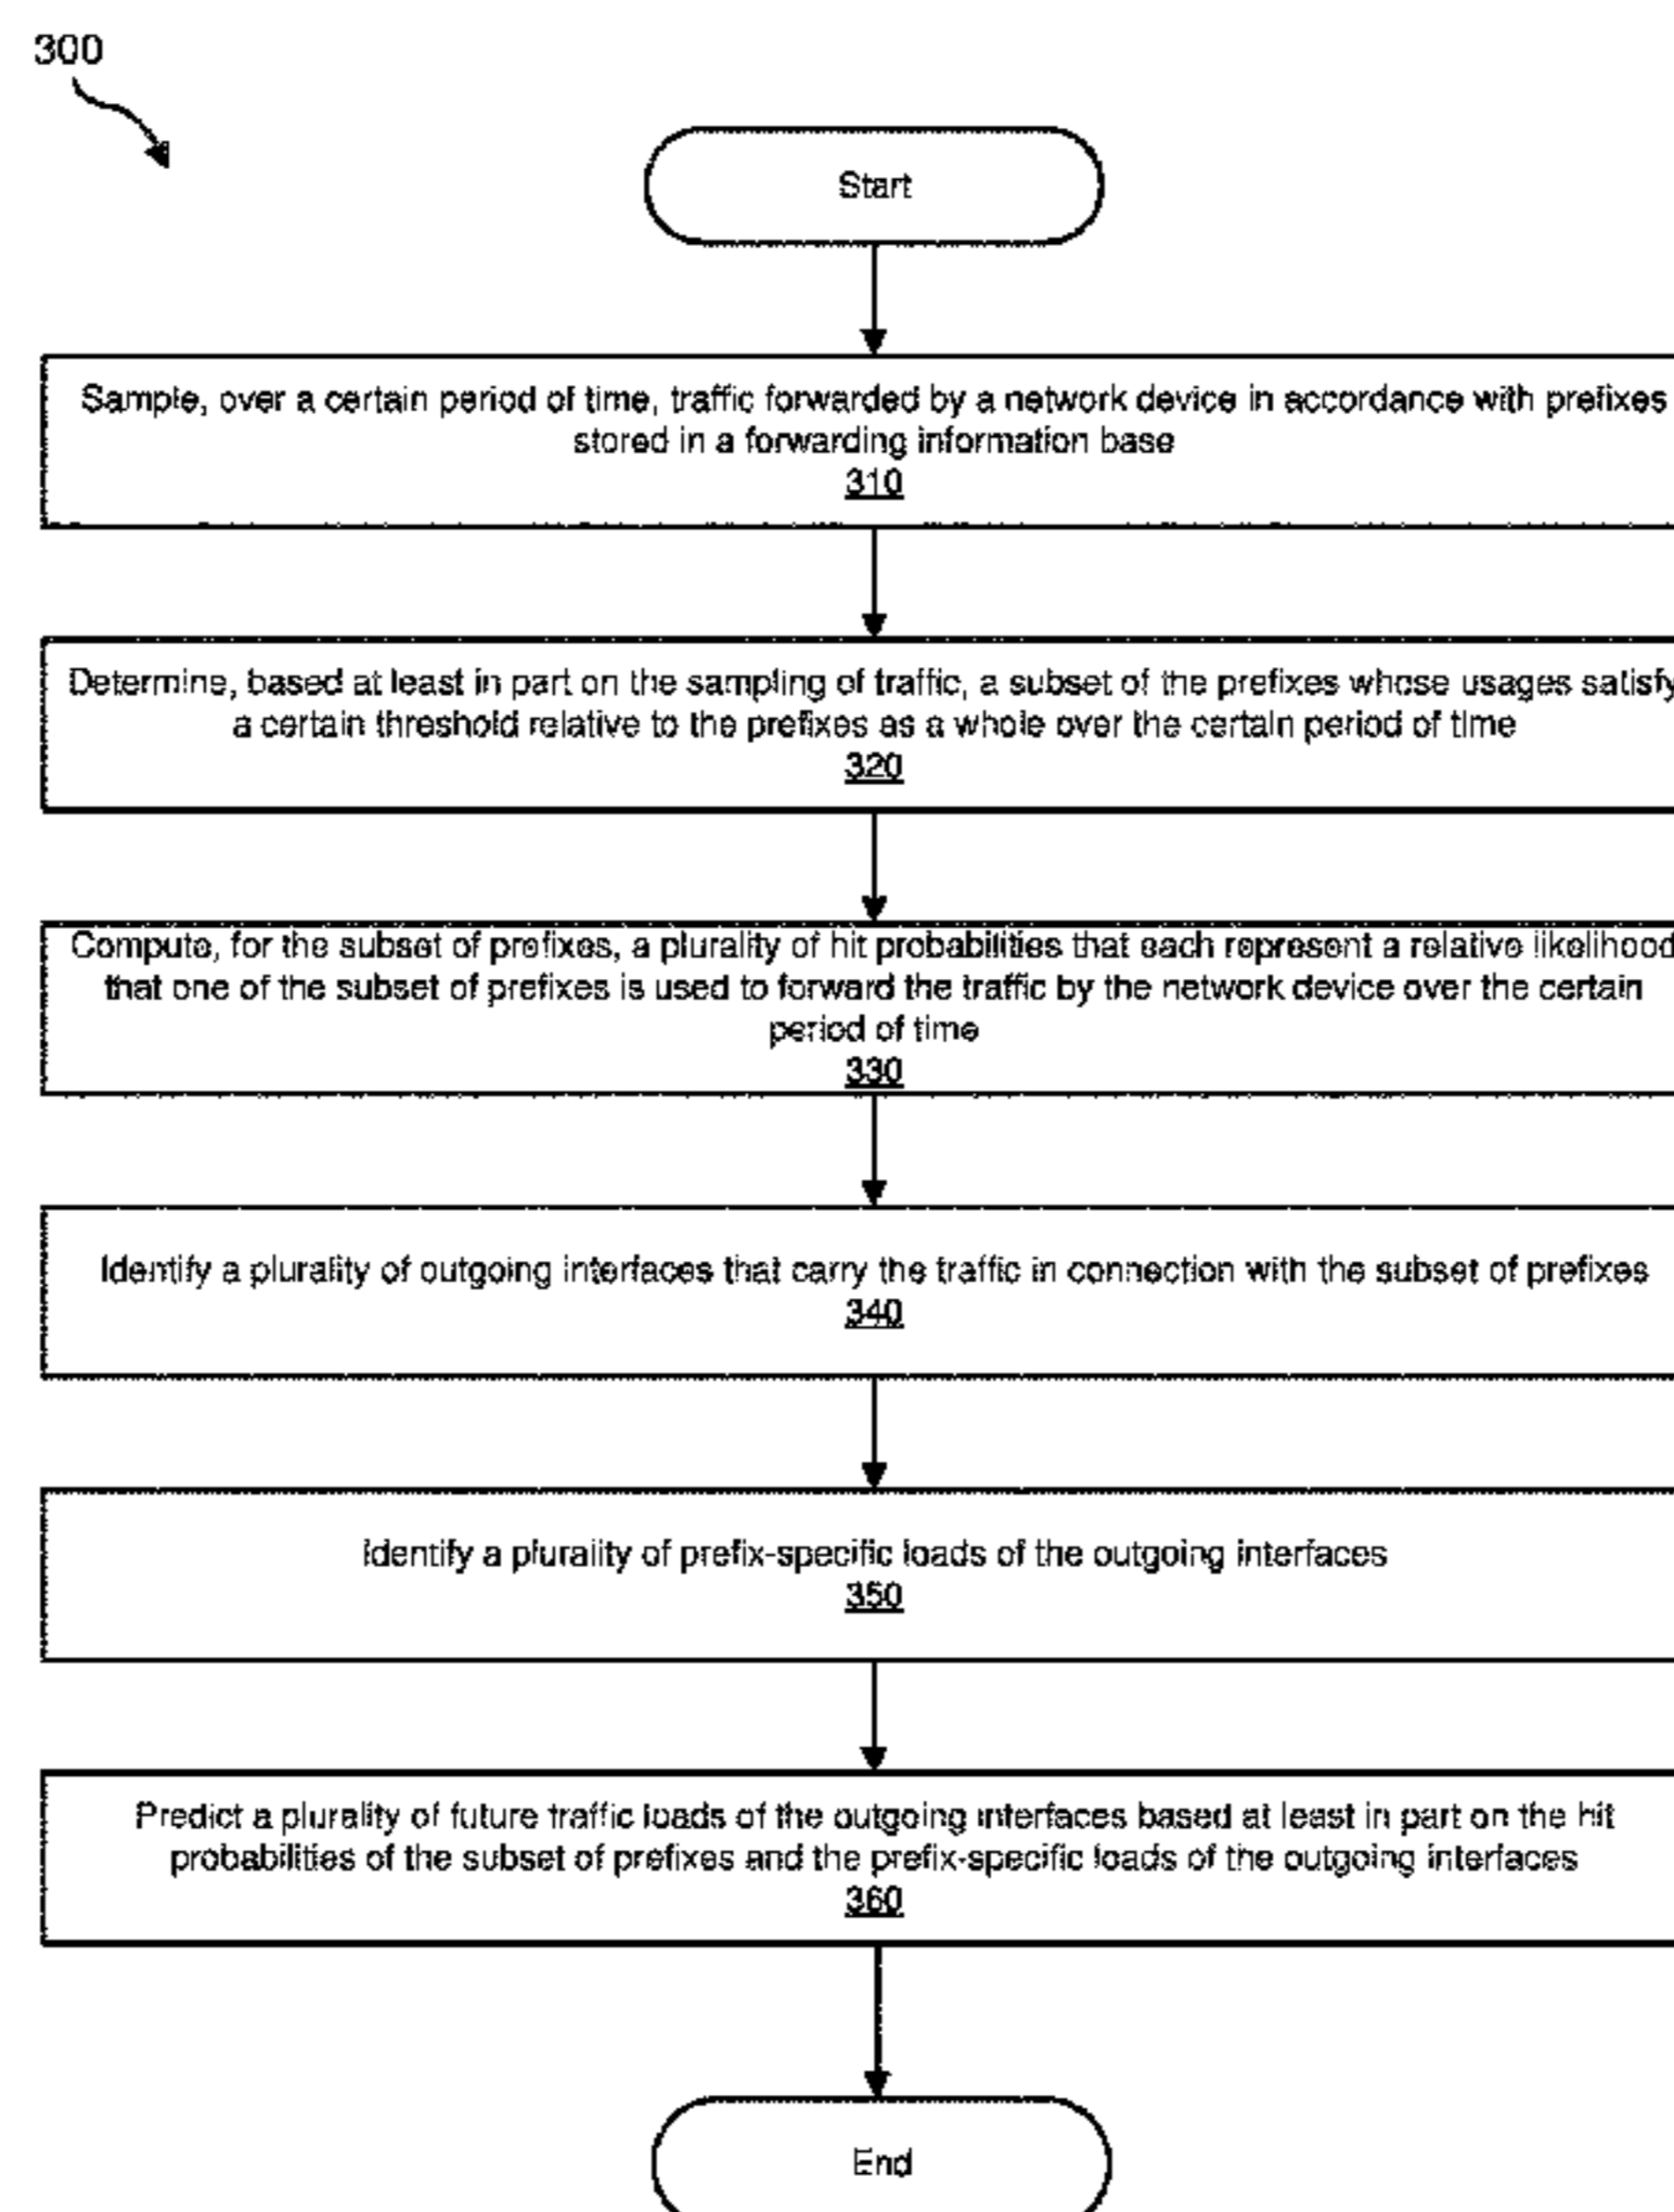 300
Start
Sample, over a certain period of time, traffic forwarded by a network device in accordance with prefixes
stored in a forwarding information base
310
Determine, based at least in part on the sampling of traffic, a subset of the prefixes whose usages satisfy
a certain threshold relative to the prefixes as a whole over the certain period of time
320
Compute, for the subset of prefixes, a plurality of hit probabilities that each represent a relative likelihood
that one of the subset of prefixes is used to forward the traffic by the network device over the certain
period of time
330
Identify a plurality of outgoing interfaces that carry the traffic in connection with the subset of prefixes
340
Identify a plurality of prefix-specific loads of the outgoing interfaces
350
Predict a plurality of future traffic loads of the outgoing interfaces based at least in part on the hit
probabilities of the subset of prefixes and the prefix-specific loads of the outgoing interfaces
360
End